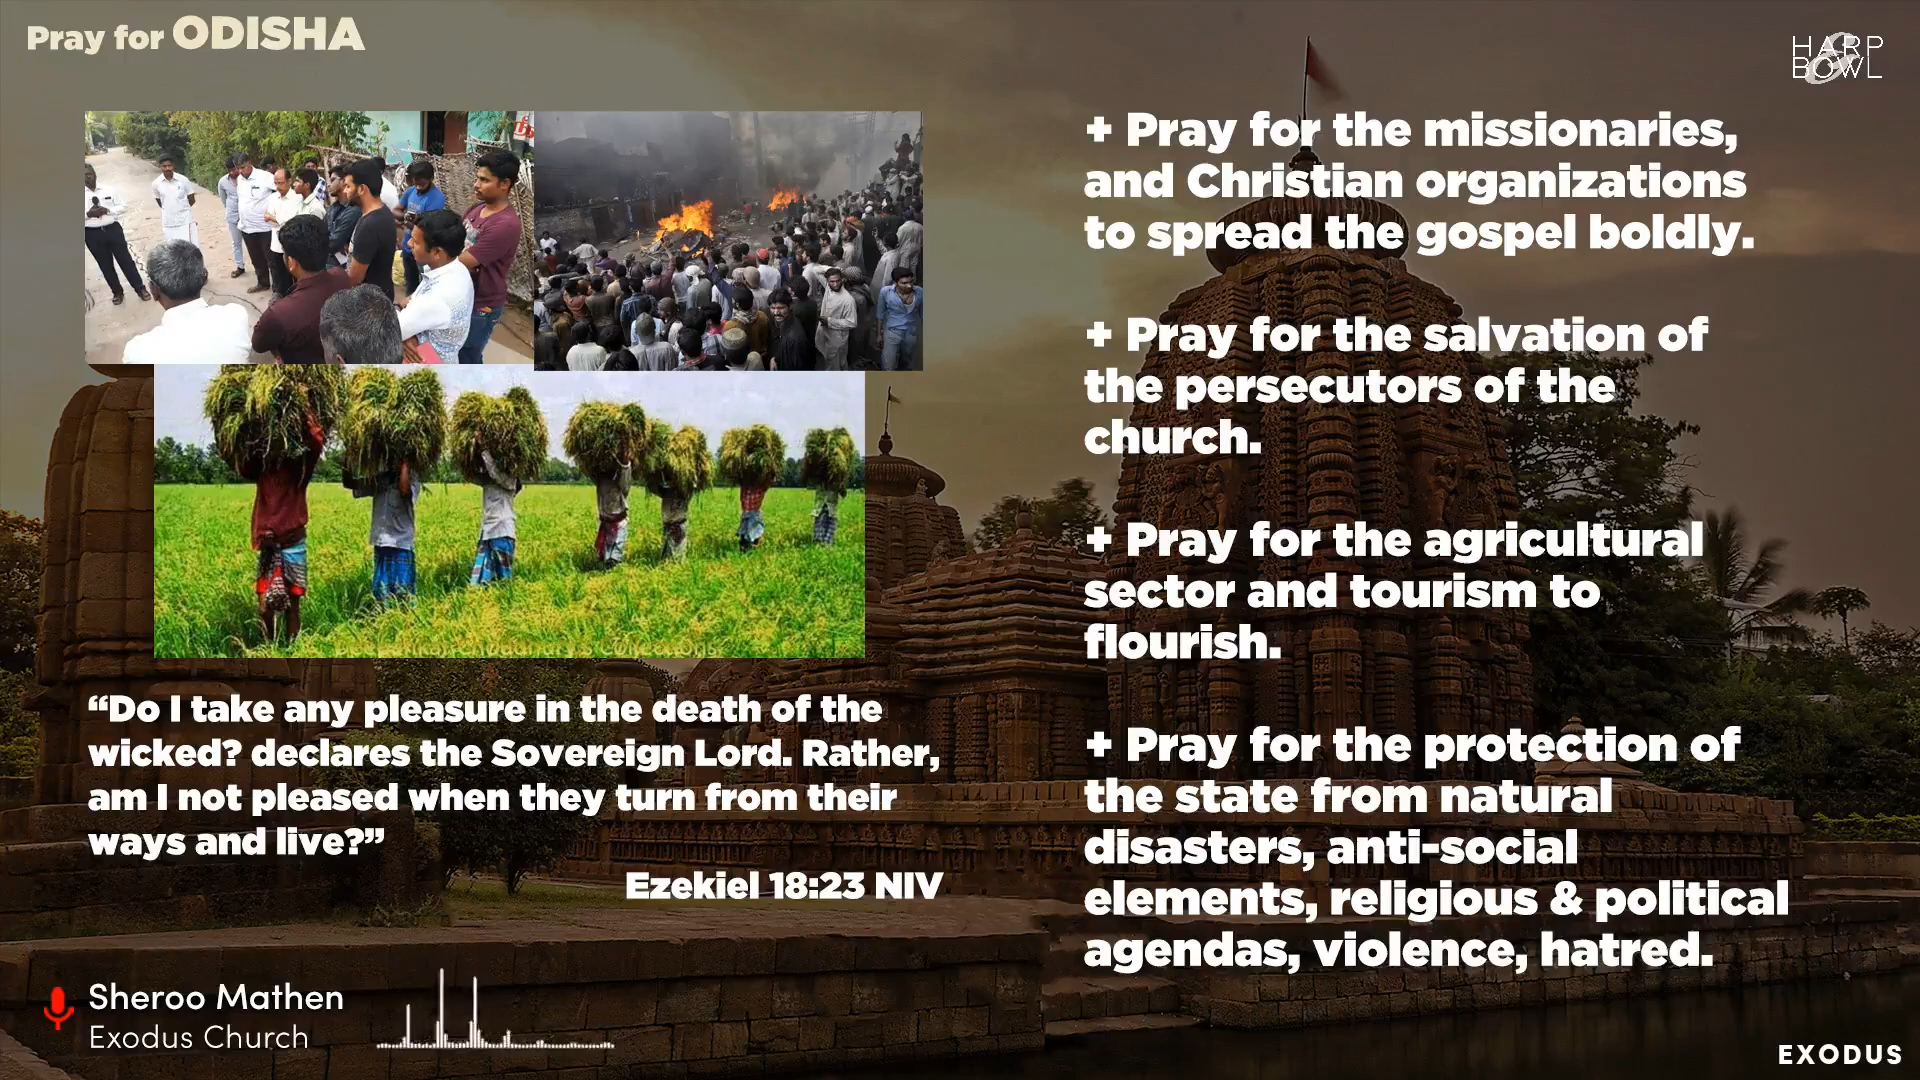 Pray for ODISHA
HARP
&
BOWL
“Do I take any pleasure in the death of the
wicked? declares the Sovereign Lord. Rather,
am I not pleased when they turn from their
ways and live?”
Ezekiel 18:23 NIV
Sheroo Mathen
Exodus Church
+ Pray for the missionaries,
and Christian organizations
to spread the gospel boldly.
+ Pray for the salvation of
the persecutors of the
church.
+ Pray for the agricultural
sector and tourism to
flourish.
+ Pray for the protection of
the state from natural
disasters, anti-social
elements, religious & political
agendas, violence, hatred.
EXODUS